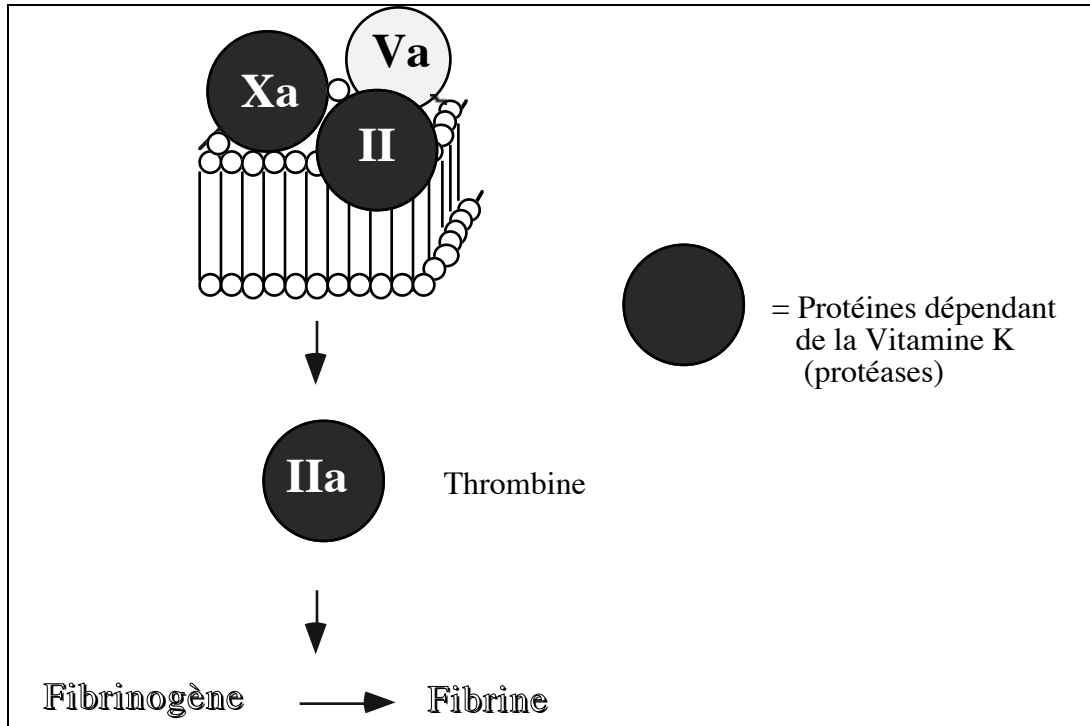 Va
Xa
II
= Protéines dépendant
de la Vitamine K
(protéases)
IIa
Thrombine
Fibrinogène
Fibrine